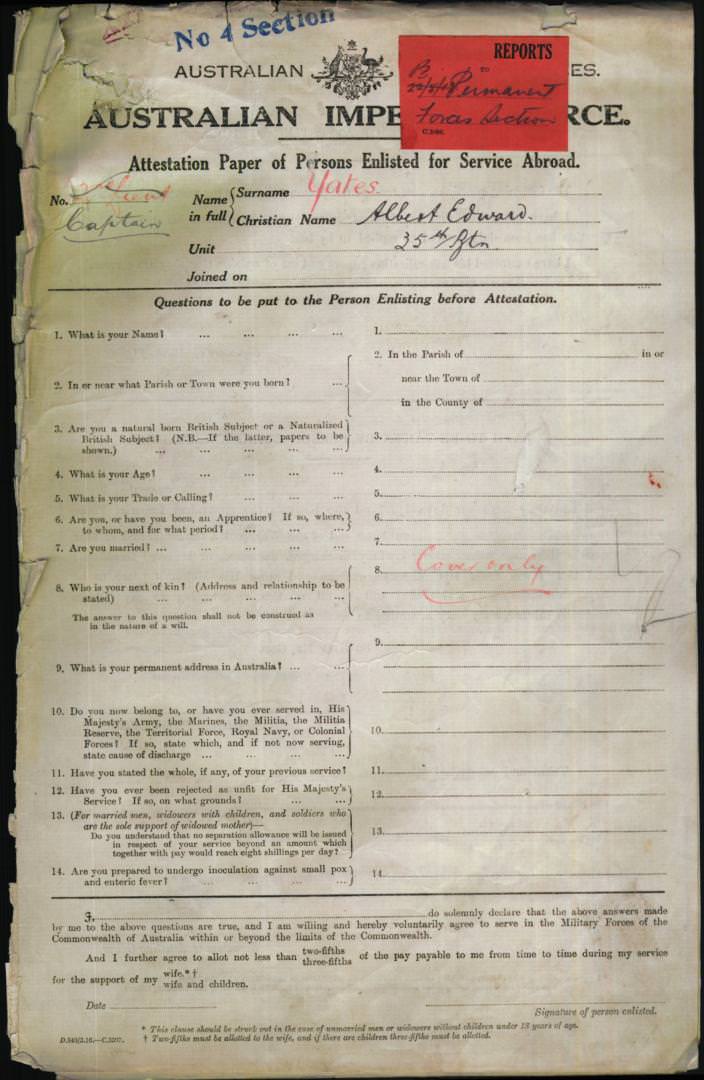 No 4 Section
REPORTS
AUSTRALIAN
ES.
TO
B
Permanent
Forces Section
AUSTRALIAN IMPE RCE.
Attestation Paper of Persons Enlisted for Service Abroad.
No. 2nd Lieut Name in full Surname Yates
Captain Christian Name Albert Edward.
Unit 35th Btn
Joined on
Questions to be put to the Person Enlisting before Attestation.
1. What is your Name? ... ... ... ... 1.
2. In the Parish of in or
2. In or near what Parish or Town were you born? ... near the Town of
in the County of
3. Are you a natural born British Subject or a Naturalized
British Subject? (N.B.—If the latter, papers to be 3.
shown.) ... ... ... ...
4. What is your Age? ... ... ... 4.
5. What is your Trade or Calling? ... ... ... 5.
6. Are you, or have you been, an Apprentice? If so, where, 6.
to whom, and for what period? ... ... ...
7. Are you married? ... ... ... ... ... 7.
8. Cover only
8. Who is your next of kin? (Address and relationship to be
stated) ... ... ... ... ...
The answer to this question shall not be construed as
in the nature of a will.
9.
9. What is your permanent address in Australia? ... ...
10. Do you now belong to, or have you ever served in, His
Majesty's Army, the Marines, the Militia, the Militia
Reserve, the Territorial Force, Royal Navy, or Colonial 10.
Forces? If so, state which, and if not now serving,
state cause of discharge ... ... ... ...
11. Have you stated the whole, if any, of your previous service? 11.
12. Have you ever been rejected as unfit for His Majesty's 12.
Service? If so, on what grounds? ... ...
13. (For married men, widowers with children, and soldiers who
are the sole support of widowed mother)—
Do you understand that no separation allowance will be issued 13.
in respect of your service beyond an amount which
together with pay would reach eight shillings per day? ...
14. Are you prepared to undergo inoculation against small pox 14.
and enteric fever? ... ... ... ...
I, do solemnly declare that the above answers made
by me to the above questions are true, and I am willing and hereby voluntarily agree to serve in the Military Forces of the
Commonwealth of Australia within or beyond the limits of the Commonwealth.
And I further agree to allot not less than two-fifths three-fifths of the pay payable to me from time to time during my service
for the support of my wife.* † wife and children.
Date
Signature of person enlisted.
* This clause should be struck out in the case of unmarried men or widowers without children under 18 years of age.
† Two-fifths must be allotted to the wife, and if there are children three-fifths must be allotted.